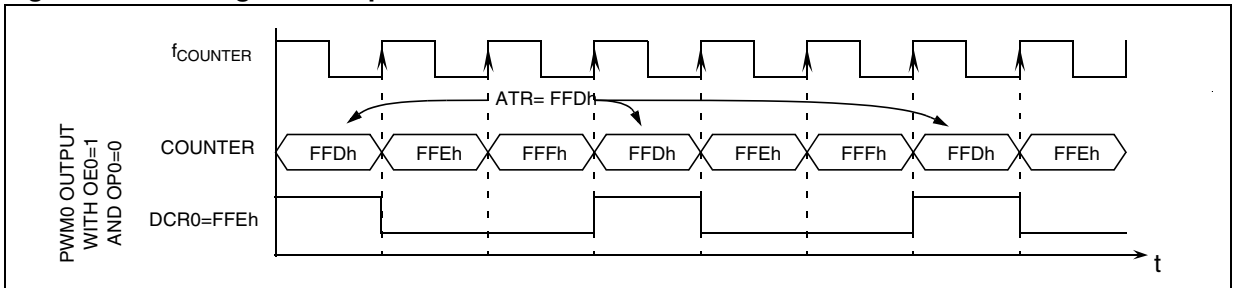 fCOUNTER
ATR= FFDh
COUNTER
FFDh FFEh FFFh FFDh FFEh FFFh FFDh FFEh
PWM0 OUTPUT
WITH OE0=1
AND OP0=0
DCR0=FFEh
t